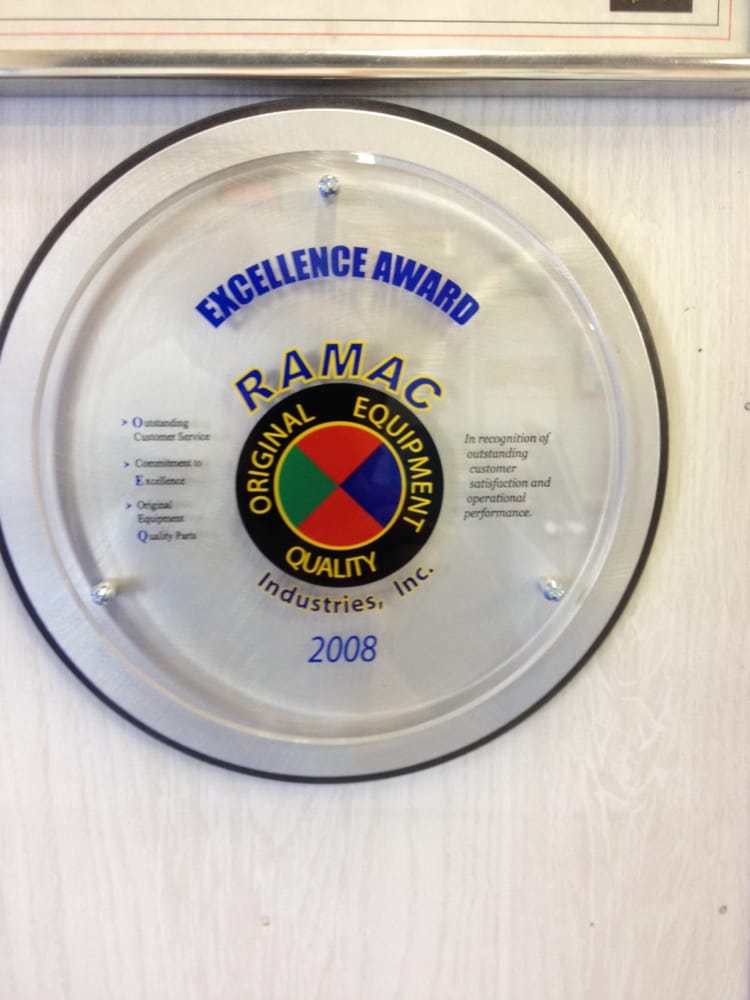 EXCELLENCE AWARD
RAMAC
ORIGINAL EQUIPMENT
QUALITY
Industries, Inc.
2008
➢ Outstanding
Customer Service
➢ Commitment to
Excellence
➢ Original
Equipment
Quality Parts
In recognition of
outstanding
customer
satisfaction and
operational
performance.